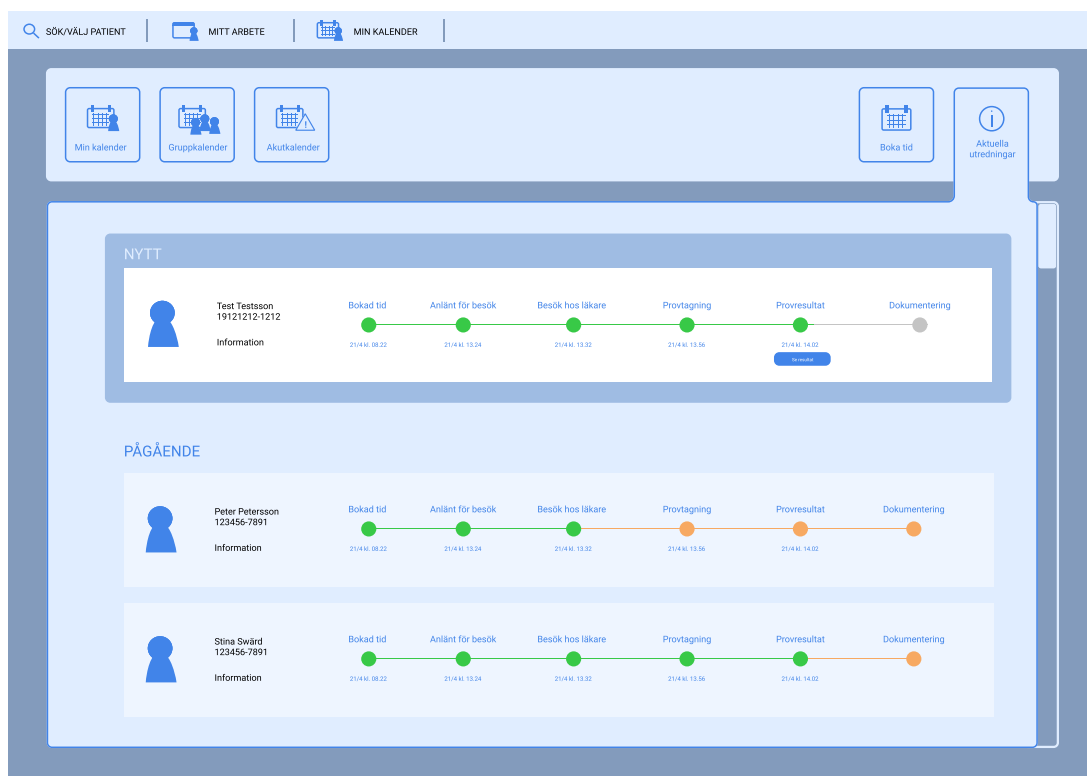 SÖK/VÄLJ PATIENT
MITT ARBETE
MIN KALENDER
Min kalender
Gruppkalender
Akutkalender
Boka tid
Aktuella
utredningar
NYTT
Test Testsson
19121212-1212
Information
Bokad tid
Anlänt för besök
Besök hos läkare
Provtagning
Provresultat
Dokumentering
21/4 kl. 08.22
21/4 kl. 13.24
21/4 kl. 13.32
21/4 kl. 13.56
21/4 kl. 14.02
Se resultat
PÅGÅENDE
Peter Petersson
123456-7891
Information
Bokad tid
Anlänt för besök
Besök hos läkare
Provtagning
Provresultat
Dokumentering
21/4 kl. 08.22
21/4 kl. 13.24
21/4 kl. 13.32
21/4 kl. 13.56
21/4 kl. 14.02
Stina Swärd
123456-7891
Information
Bokad tid
Anlänt för besök
Besök hos läkare
Provtagning
Provresultat
Dokumentering
21/4 kl. 08.22
21/4 kl. 13.24
21/4 kl. 13.32
21/4 kl. 13.56
21/4 kl. 14.02